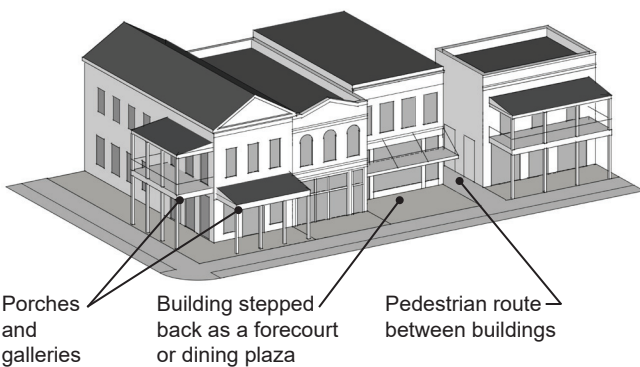 Porches
and
galleries
Building stepped
back as a forecourt
or dining plaza
Pedestrian route
between buildings